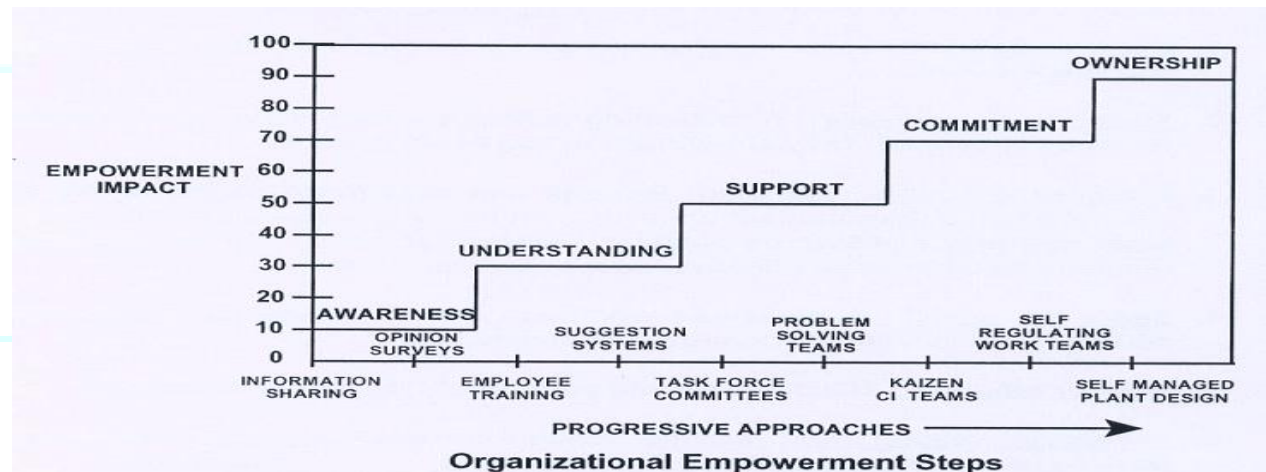 100
90
OWNERSHIP
80
70
COMMITMENT
EMPOWERMENT
IMPACT
60
50
SUPPORT
40
30
UNDERSTANDING
20
AWARENESS
10
0
OPINION
SURVEYS
SUGGESTION
SYSTEMS
PROBLEM
SOLVING
TEAMS
SELF
REGULATING
WORK TEAMS
INFORMATION
SHARING
EMPLOYEE
TRAINING
TASK FORCE
COMMITTEES
KAIZEN
CI TEAMS
SELF MANAGED
PLANT DESIGN
PROGRESSIVE APPROACHES
Organizational Empowerment Steps